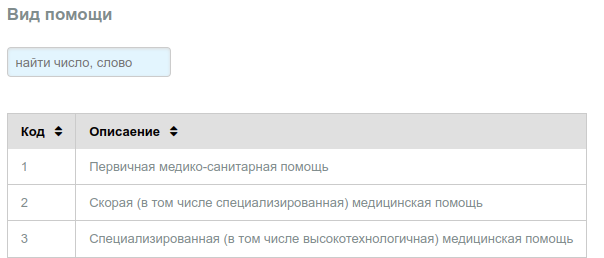 Вид помощи
найти число, слово
Код Описаение
1 Первичная медико-санитарная помощь
2 Скорая (в том числе специализированная) медицинская помощь
3 Специализированная (в том числе высокотехнологичная) медицинская помощь